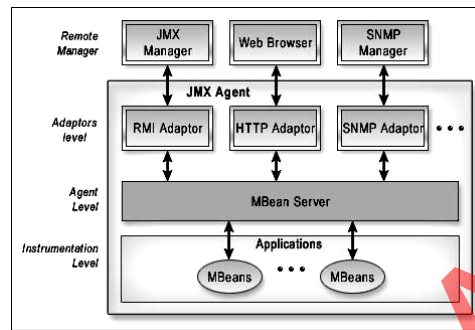 Remote
Manager
JMX
Manager
Web Browser
SNMP
Manager
JMX Agent
Adaptors
level
RMI Adaptor
HTTP Adaptor
SNMP Adaptor
Agent
Level
MBean Server
Instrumentation
Level
Applications
MBeans
MBeans